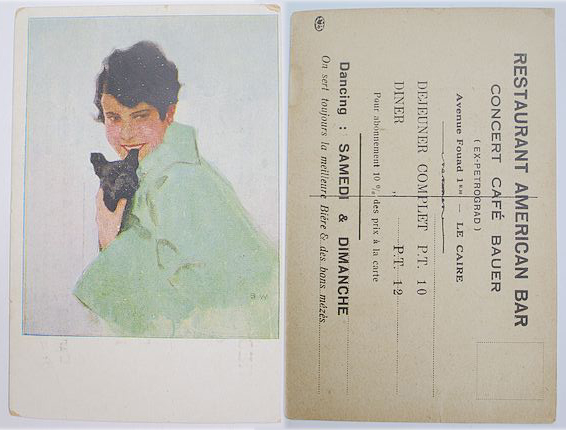 RESTAURANT AMERICAN BAR
CONCERT CAFÉ BAUER
(EX-PETROGRAD)
Avenue Fouad 1er — LE CAIRE
DEJEUNER COMPLET P.T. 10
DINER „ P.T. 12
Pour abonnement 10 % des prix à la carte
Dancing : SAMEDI & DIMANCHE
On sert toujours la meilleure Bière & des bons mézès.
B W